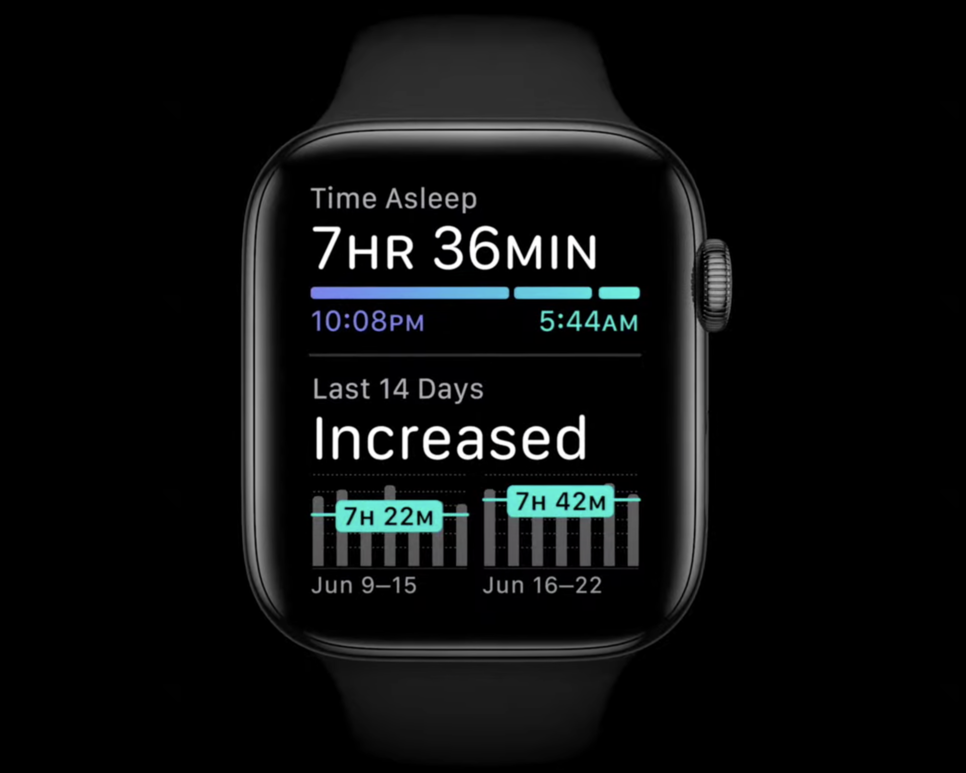 Time Asleep
7HR 36MIN
10:08PM 5:44AM
Last 14 Days
Increased
7H 22M 7H 42M
Jun 9–15 Jun 16–22